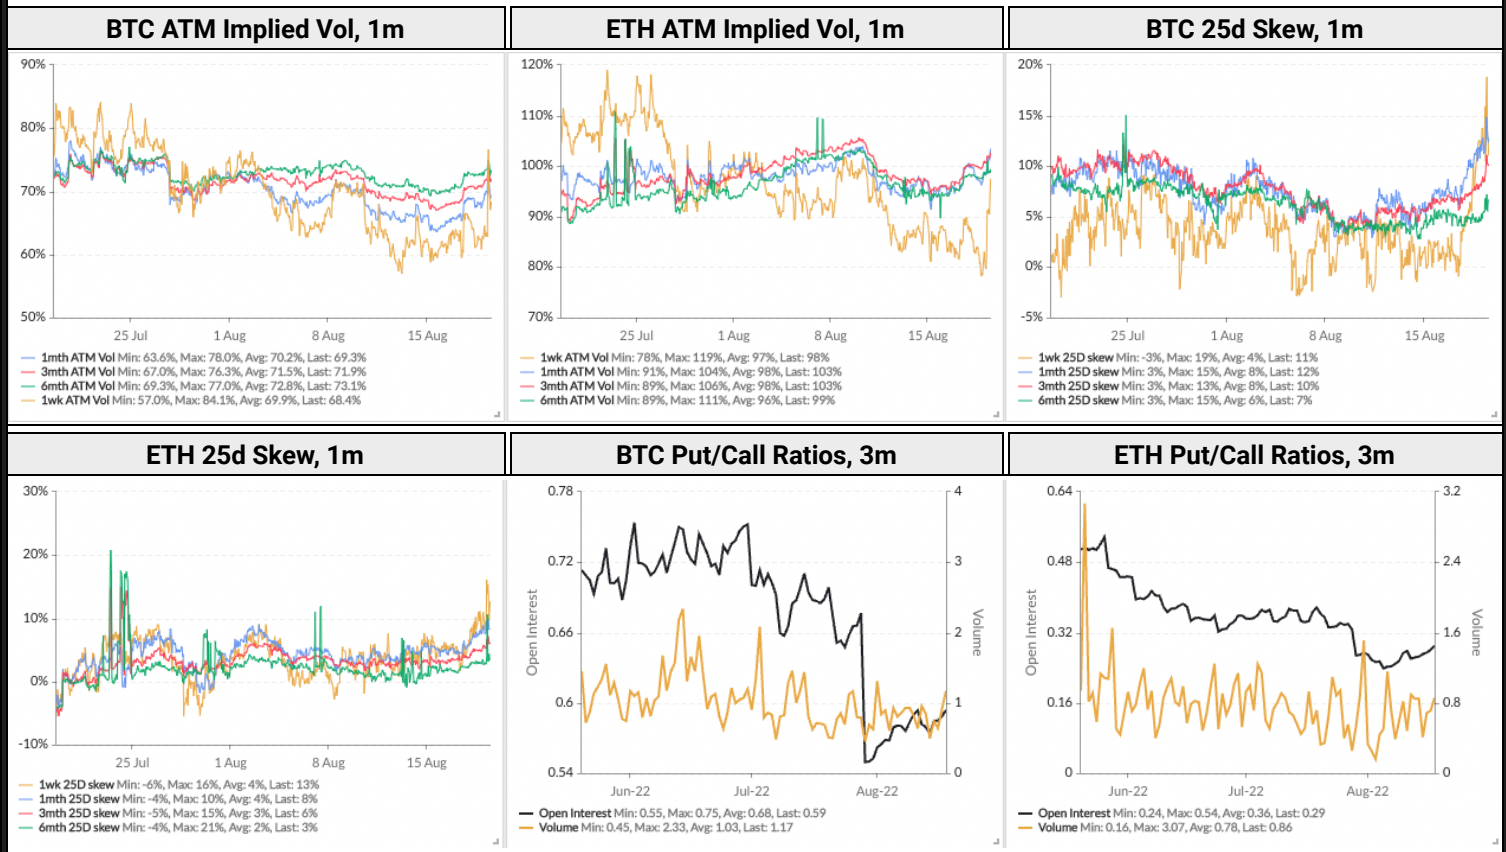 BTC ATM Implied Vol, 1m
90%
80%
70%
60%
50%
25 Jul
1 Aug
8 Aug
15 Aug
1mth ATM Vol Min: 63.6%, Max: 78.0%, Avg: 70.2%, Last: 69.3%
3mth ATM Vol Min: 67.0%, Max: 76.3%, Avg: 71.5%, Last: 71.9%
6mth ATM Vol Min: 69.3%, Max: 77.0%, Avg: 72.8%, Last: 73.1%
1wk ATM Vol Min: 57.0%, Max: 84.1%, Avg: 69.9%, Last: 68.4%
ETH ATM Implied Vol, 1m
120%
110%
100%
90%
80%
70%
25 Jul
1 Aug
8 Aug
15 Aug
1wk ATM Vol Min: 78%, Max: 119%, Avg: 97%, Last: 98%
1mth ATM Vol Min: 91%, Max: 104%, Avg: 98%, Last: 103%
3mth ATM Vol Min: 89%, Max: 106%, Avg: 98%, Last: 103%
6mth ATM Vol Min: 89%, Max: 111%, Avg: 96%, Last: 99%
BTC 25d Skew, 1m
20%
15%
10%
5%
0%
-5%
25 Jul
1 Aug
8 Aug
15 Aug
1wk 25D skew Min: -3%, Max: 19%, Avg: 4%, Last: 11%
1mth 25D skew Min: 3%, Max: 15%, Avg: 8%, Last: 12%
3mth 25D skew Min: 3%, Max: 13%, Avg: 8%, Last: 10%
6mth 25D skew Min: 3%, Max: 15%, Avg: 6%, Last: 7%
ETH 25d Skew, 1m
30%
20%
10%
0%
-10%
25 Jul
1 Aug
8 Aug
15 Aug
1wk 25D skew Min: -6%, Max: 16%, Avg: 4%, Last: 13%
1mth 25D skew Min: -4%, Max: 10%, Avg: 4%, Last: 8%
3mth 25D skew Min: -5%, Max: 15%, Avg: 3%, Last: 6%
6mth 25D skew Min: -4%, Max: 21%, Avg: 2%, Last: 3%
BTC Put/Call Ratios, 3m
0.78
0.72
0.66
0.6
0.54
Open Interest
4
3
2
1
0
Volume
Jun-22
Jul-22
Aug-22
Open Interest Min: 0.55, Max: 0.75, Avg: 0.68, Last: 0.59
Volume Min: 0.45, Max: 2.33, Avg: 1.03, Last: 1.17
ETH Put/Call Ratios, 3m
0.64
0.48
0.32
0.16
0
Open Interest
3.2
2.4
1.6
0.8
0
Volume
Jun-22
Jul-22
Aug-22
Open Interest Min: 0.24, Max: 0.54, Avg: 0.36, Last: 0.29
Volume Min: 0.16, Max: 3.07, Avg: 0.78, Last: 0.86